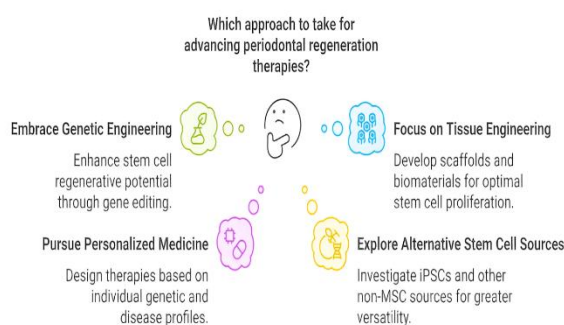 Which approach to take for
advancing periodontal regeneration
therapies?
Embrace Genetic Engineering
Enhance stem cell
regenerative potential
through gene editing.
Focus on Tissue Engineering
Develop scaffolds and
biomaterials for optimal
stem cell proliferation.
Pursue Personalized Medicine
Design therapies based on
individual genetic and
disease profiles.
Explore Alternative Stem Cell Sources
Investigate iPSCs and other
non-MSC sources for greater
versatility.